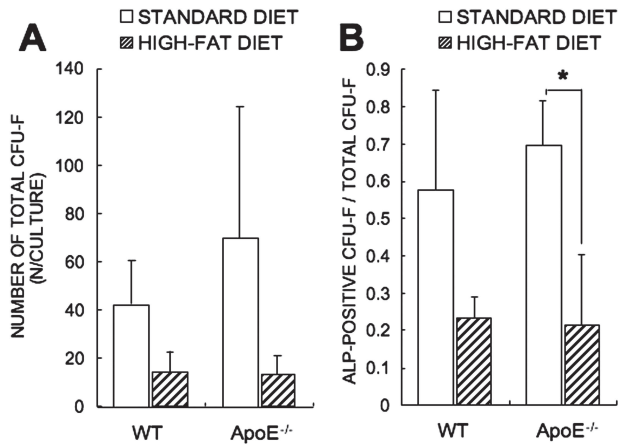 A
STANDARD DIET
HIGH-FAT DIET
NUMBER OF TOTAL CFU-F
(N/CULTURE)
140
120
100
80
60
40
20
0
WT
ApoE-/-
B
STANDARD DIET
HIGH-FAT DIET
ALP-POSITIVE CFU-F / TOTAL CFU-F
0.9
0.8
0.7
0.6
0.5
0.4
0.3
0.2
0.1
0
*
WT
ApoE-/-